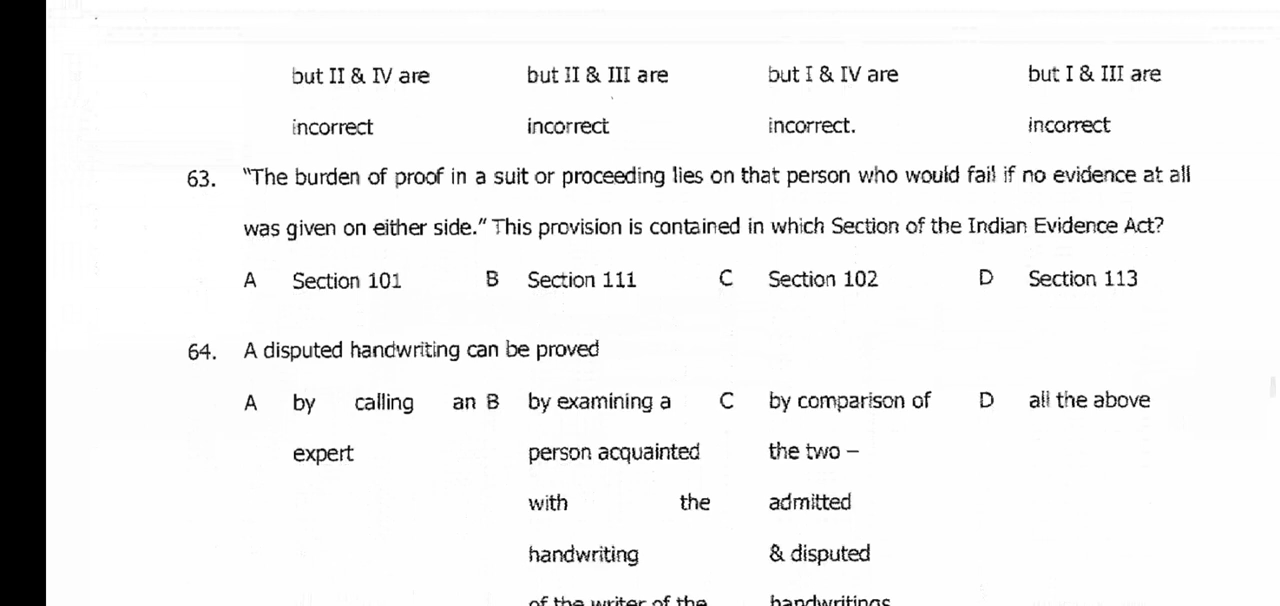 but II & IV are but II & III are but I & IV are but I & III are
incorrect incorrect incorrect. incorrect
63. "The burden of proof in a suit or proceeding lies on that person who would fail if no evidence at all
was given on either side." This provision is contained in which Section of the Indian Evidence Act?
A Section 101 B Section 111 C Section 102 D Section 113
64. A disputed handwriting can be proved
A by calling an B by examining a C by comparison of D all the above
expert person acquainted the two –
with the admitted
handwriting & disputed
of the writer of the handwritings